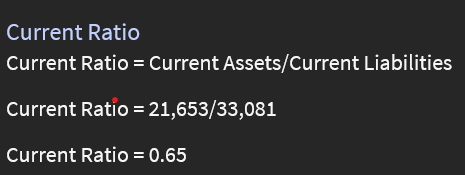 Current Ratio
Current Ratio = Current Assets/Current Liabilities
Current Ratio = 21,653/33,081
Current Ratio = 0.65